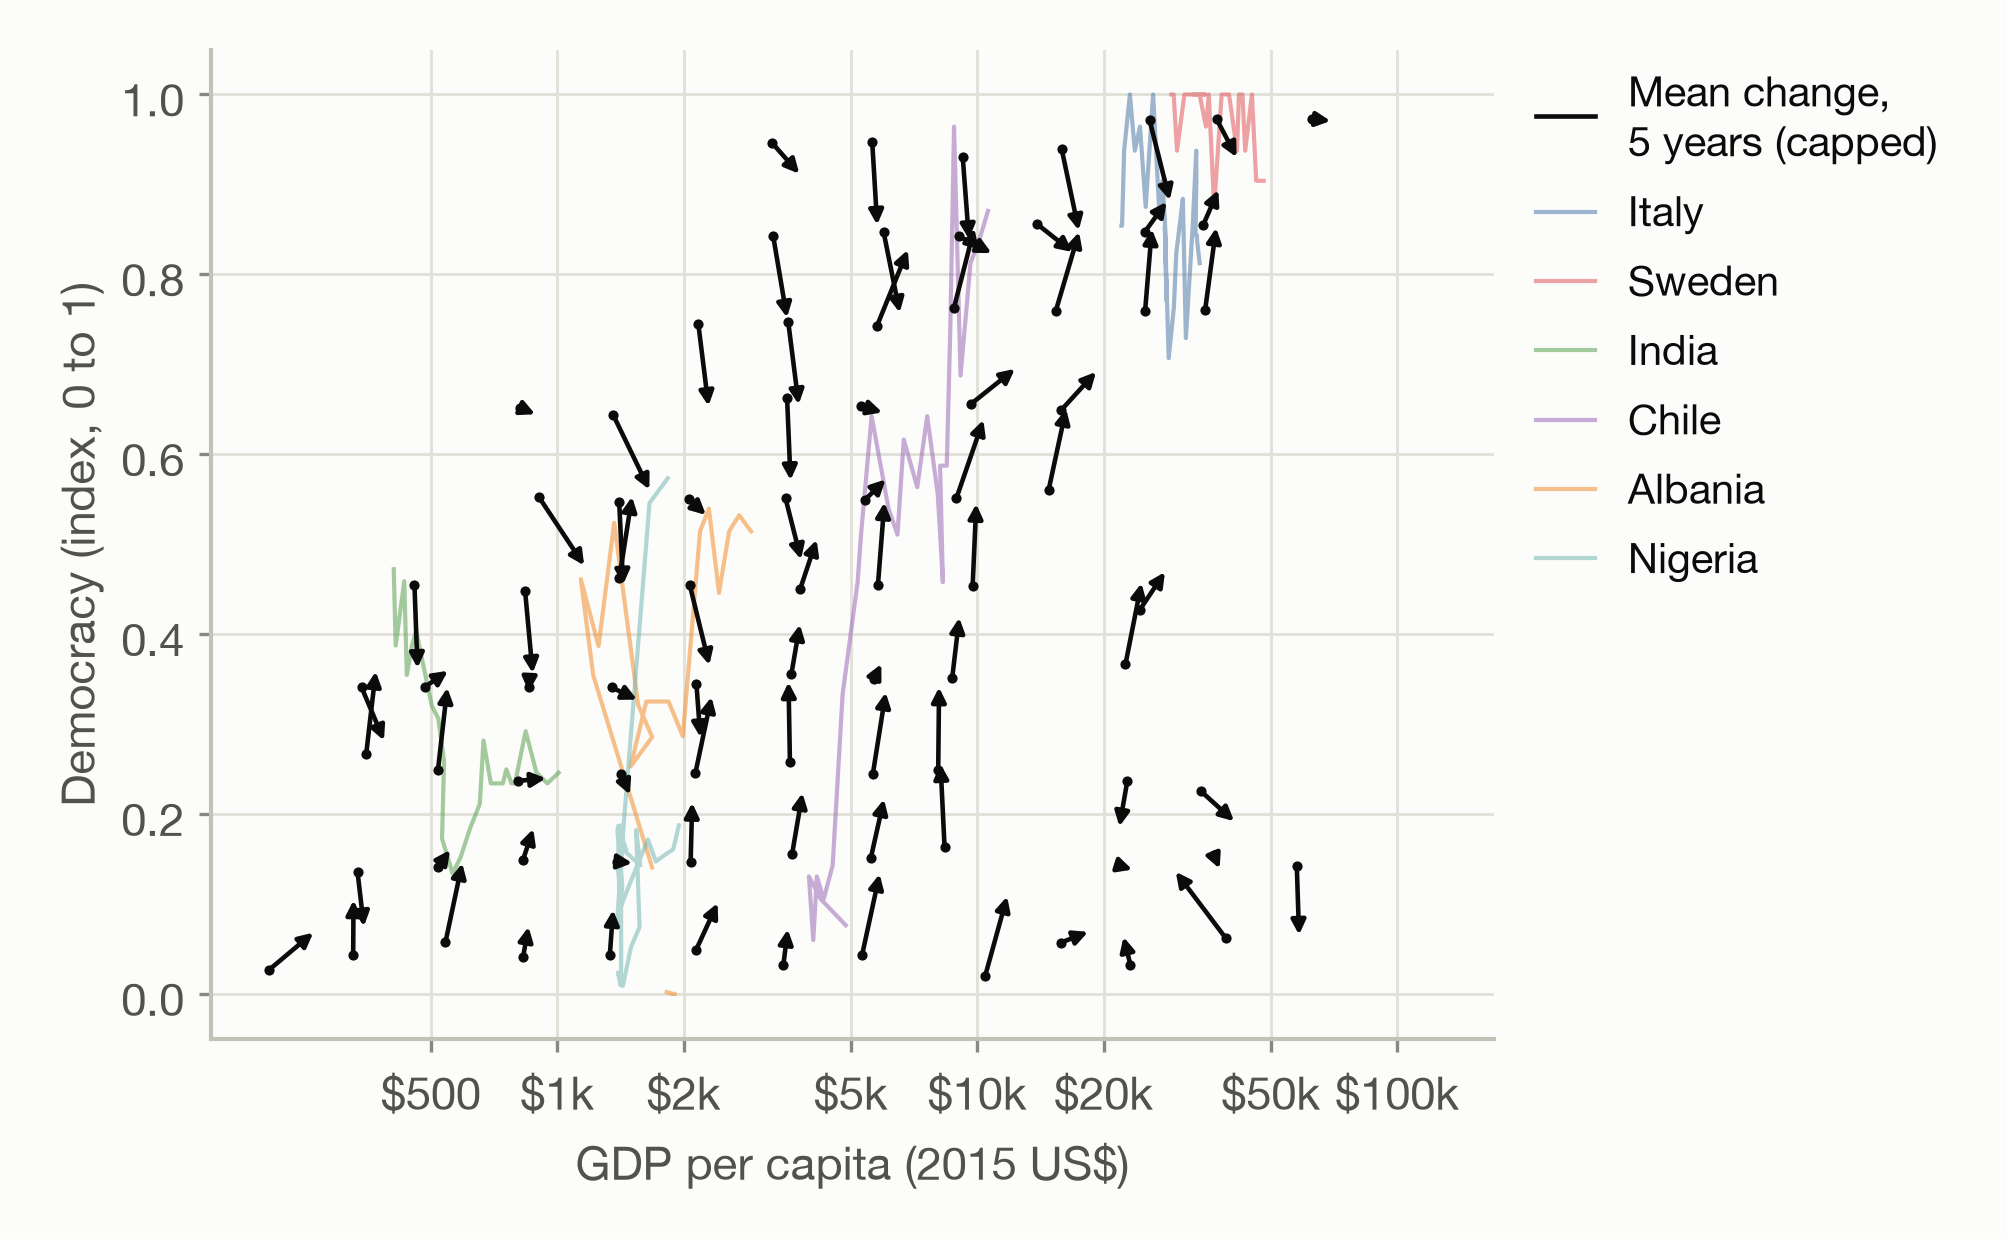 1.0
0.8
0.6
0.4
0.2
0.0
Democracy (index, 0 to 1)
$500 $1k $2k $5k $10k $20k $50k $100k
GDP per capita (2015 US$)
Mean change,
5 years (capped)
Italy
Sweden
India
Chile
Albania
Nigeria